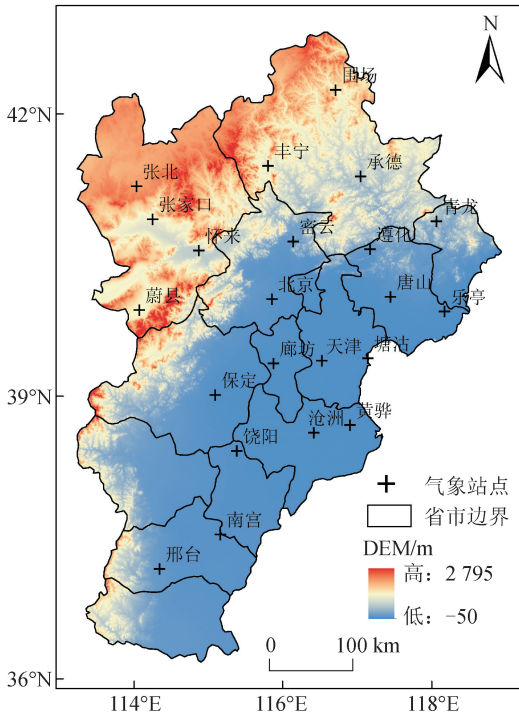 N
42°N
39°N
36°N
围场
丰宁
承德
张北
张家口
青龙
怀来
密云
遵化
蔚县
北京
唐山
乐亭
廊坊
天津
塘沽
保定
沧洲
黄骅
饶阳
南宫
邢台
气象站点
省市边界
DEM/m
高：2 795
低：-50
0 100 km
114°E 116°E 118°E